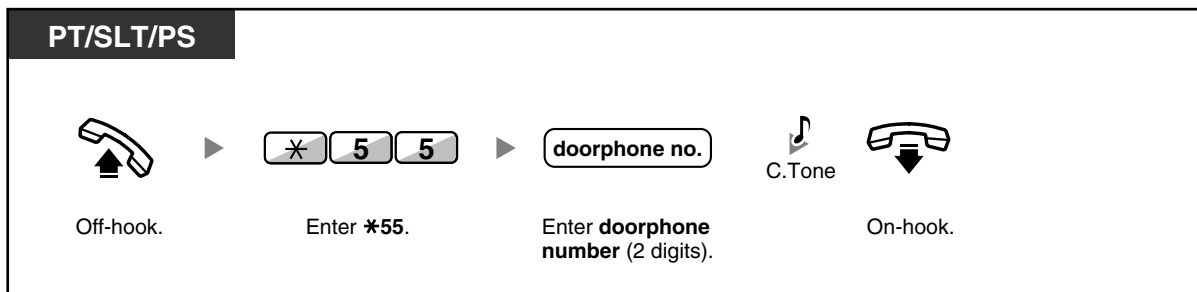 PT/SLT/PS
✳ 5 5
doorphone no.
C.Tone
Off-hook.
Enter ✳55.
Enter doorphone
number (2 digits).
On-hook.